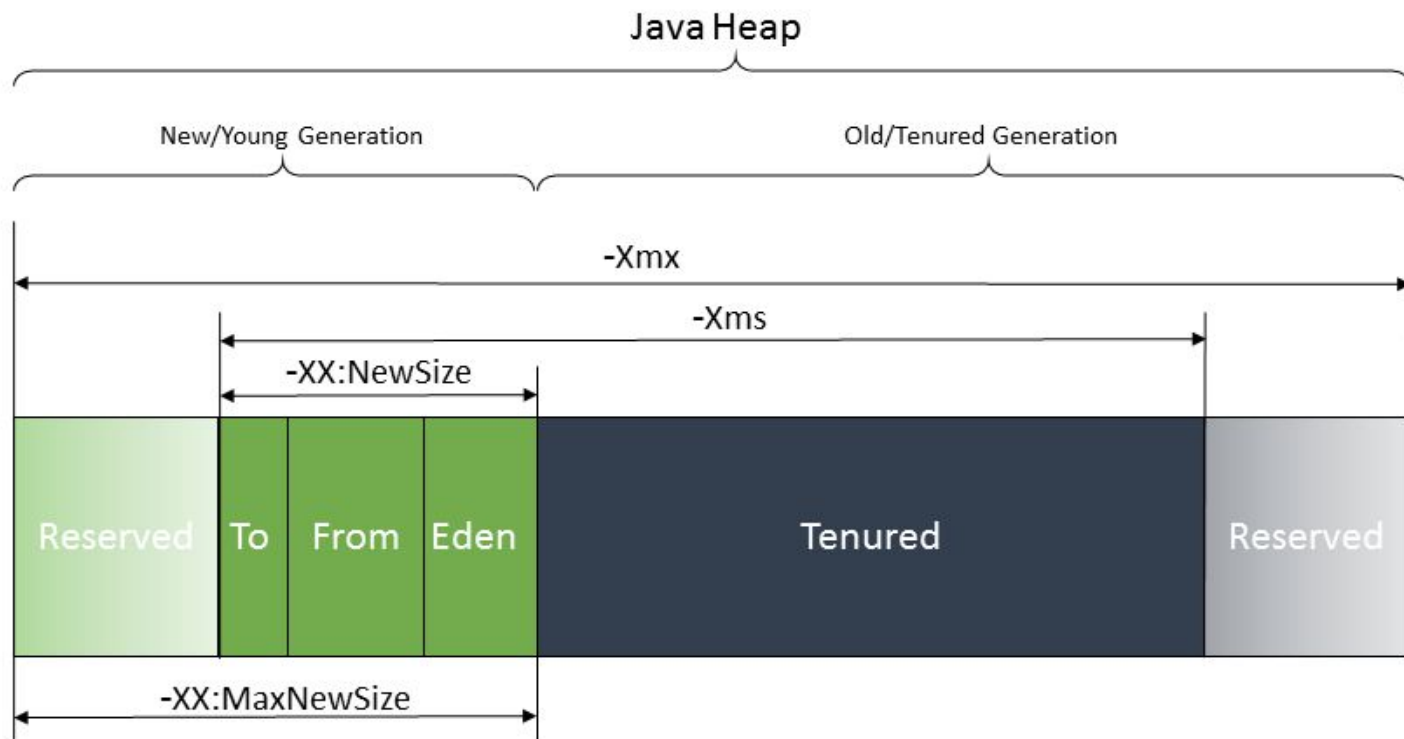 Java Heap
New/Young Generation
Old/Tenured Generation
-Xmx
-Xms
-XX:NewSize
Reserved
To
From
Eden
Tenured
Reserved
-XX:MaxNewSize